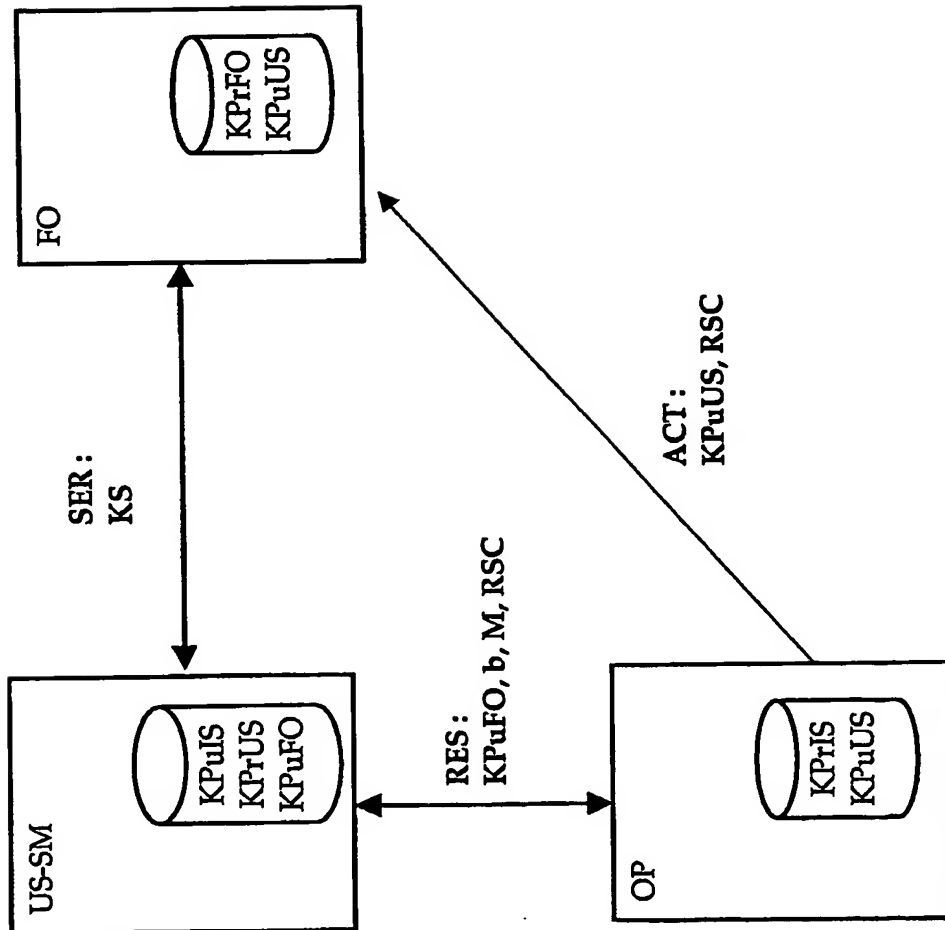 US-SM
KPuIS
KPrUS
KPuFO
SER :
KS
FO
KPrFO
KPuUS
RES :
KPuFO, b, M, RSC
ACT :
KPuUS, RSC
OP
KPrIS
KPuUS